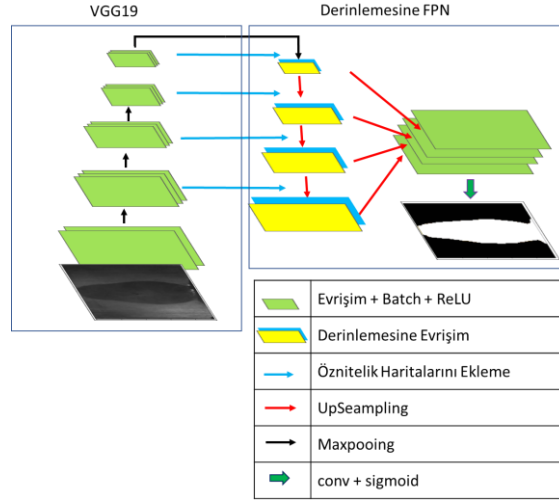 VGG19
Derinlemesine FPN
Evrişim + Batch + ReLU
Derinlemesine Evrişim
Öznitelik Haritalarını Ekleme
UpSeampling
Maxpooing
conv + sigmoid